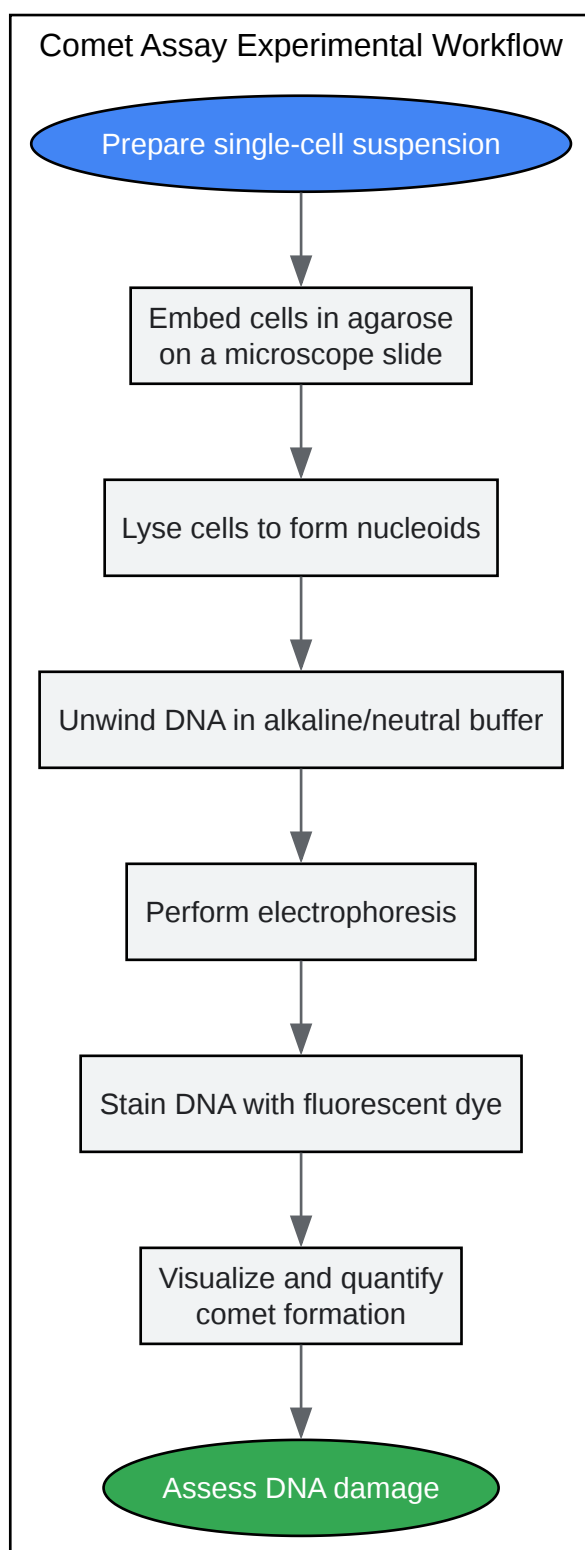 Comet Assay Experimental Workflow
Prepare single-cell suspension
Embed cells in agarose
on a microscope slide
Lyse cells to form nucleoids
Unwind DNA in alkaline/neutral buffer
Perform electrophoresis
Stain DNA with fluorescent dye
Visualize and quantify
comet formation
Assess DNA damage